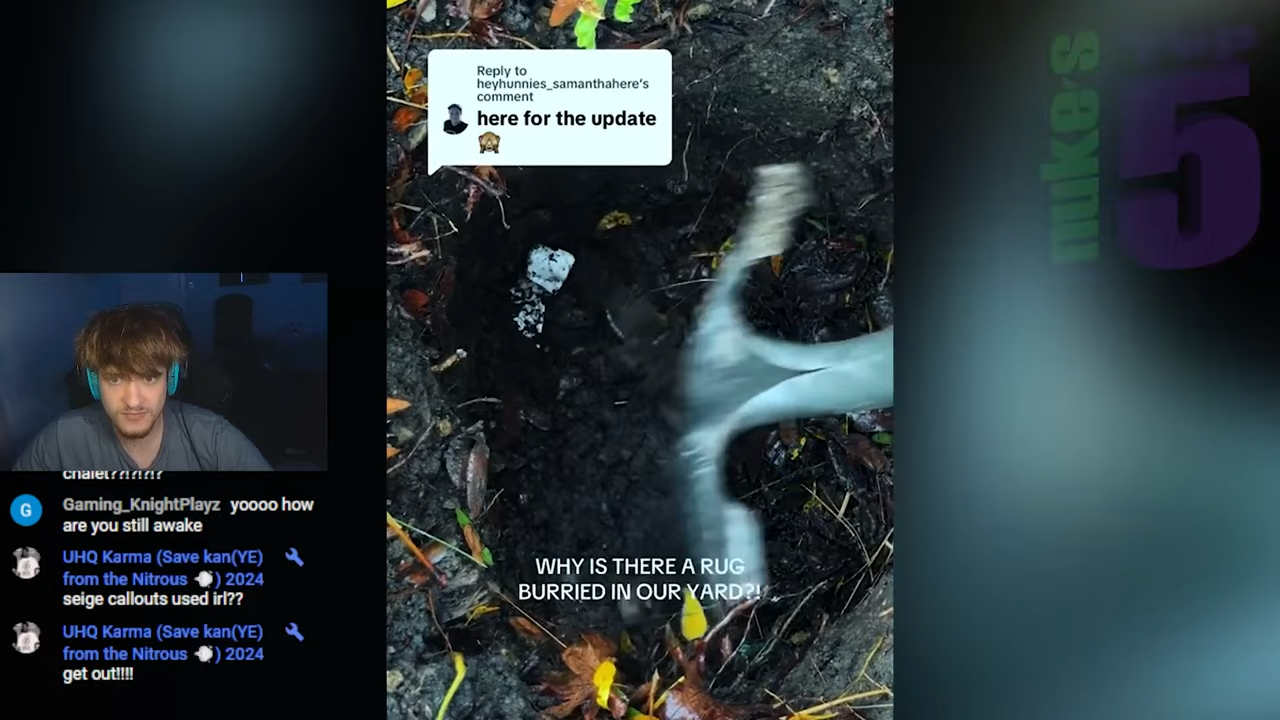 Reply to
heyhunnies_samanthahere's
comment
here for the update
🙈
WHY IS THERE A RUG
BURRIED IN OUR YARD?!
nuke's
TOP
5
chalet??!?!?!?
G
Gaming_KnightPlayz yoooo how
are you still awake
UHQ Karma (Save kan(YE)
from the Nitrous ) 2024
seige callouts used irl??
UHQ Karma (Save kan(YE)
from the Nitrous ) 2024
get out!!!!